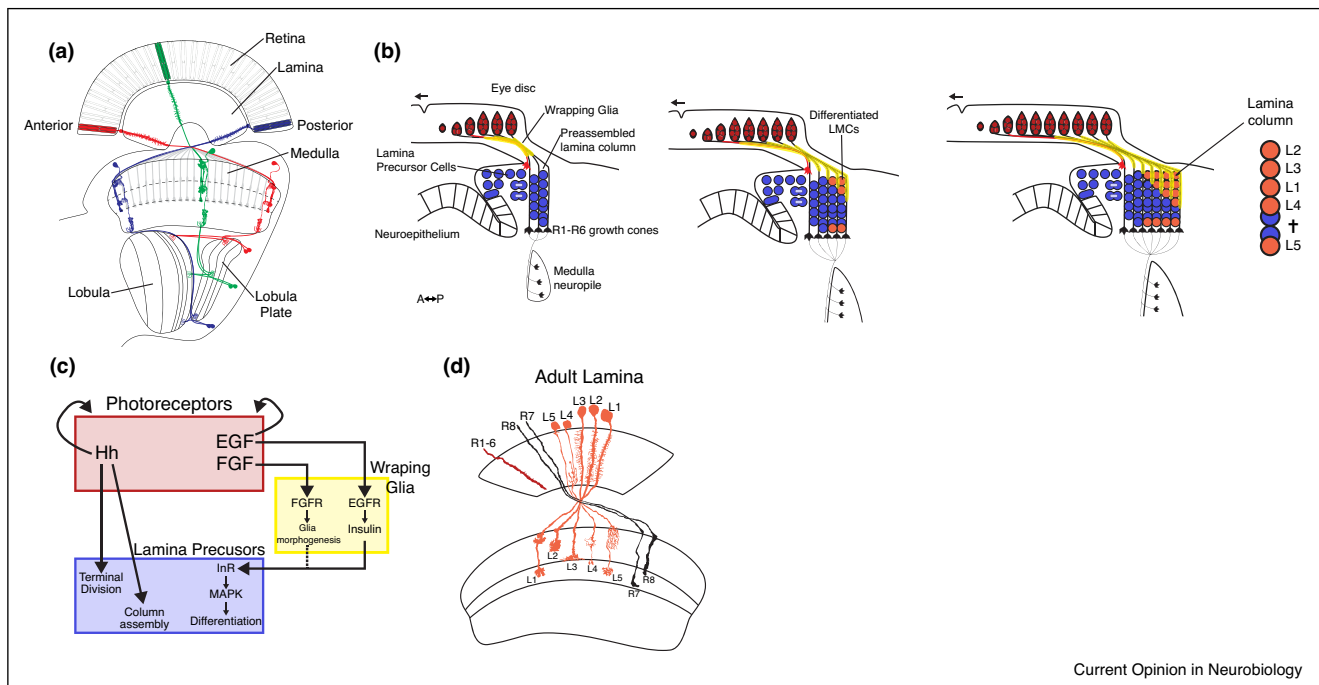 (a)
Retina
Lamina
Anterior
Posterior
Medulla
Lobula
Lobula
Plate
(b)
Eye disc
Wrapping Glia
Preassembled
lamina column
Lamina
Precursor Cells
Neuroepithelium
R1-R6 growth cones
Medulla
neuropile
A↔P
Differentiated
LMCs
Lamina
column
L2
L3
L1
L4
†
L5
(c)
Photoreceptors
Hh
EGF
FGF
Wraping
Glia
FGFR
EGFR
Glia
morphogenesis
Insulin
Lamina Precusors
Terminal
Division
Column
assembly
InR
MAPK
Differentiation
(d)
Adult Lamina
R1-6
R8
R7
L5
L4
L3
L2
L1
L1
L2
L3
L4
L5
R7
R8
Current Opinion in Neurobiology